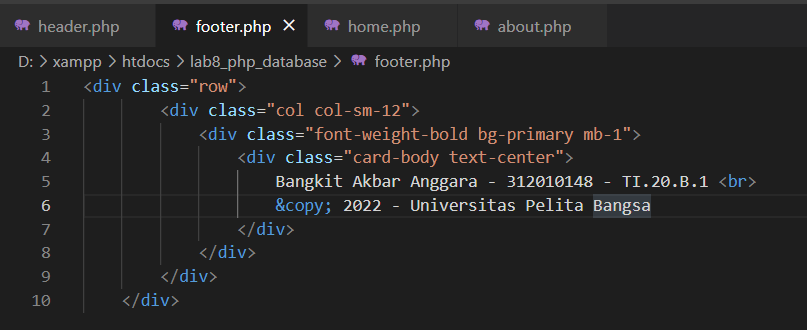 header.php footer.php × home.php about.php
D: > xampp > htdocs > lab8_php_database > footer.php
1 <div class="row">
2 <div class="col col-sm-12">
3 <div class="font-weight-bold bg-primary mb-1">
4 <div class="card-body text-center">
5 Bangkit Akbar Anggara - 312010148 - TI.20.B.1 <br>
6 &copy; 2022 - Universitas Pelita Bangsa
7 </div>
8 </div>
9 </div>
10 </div>